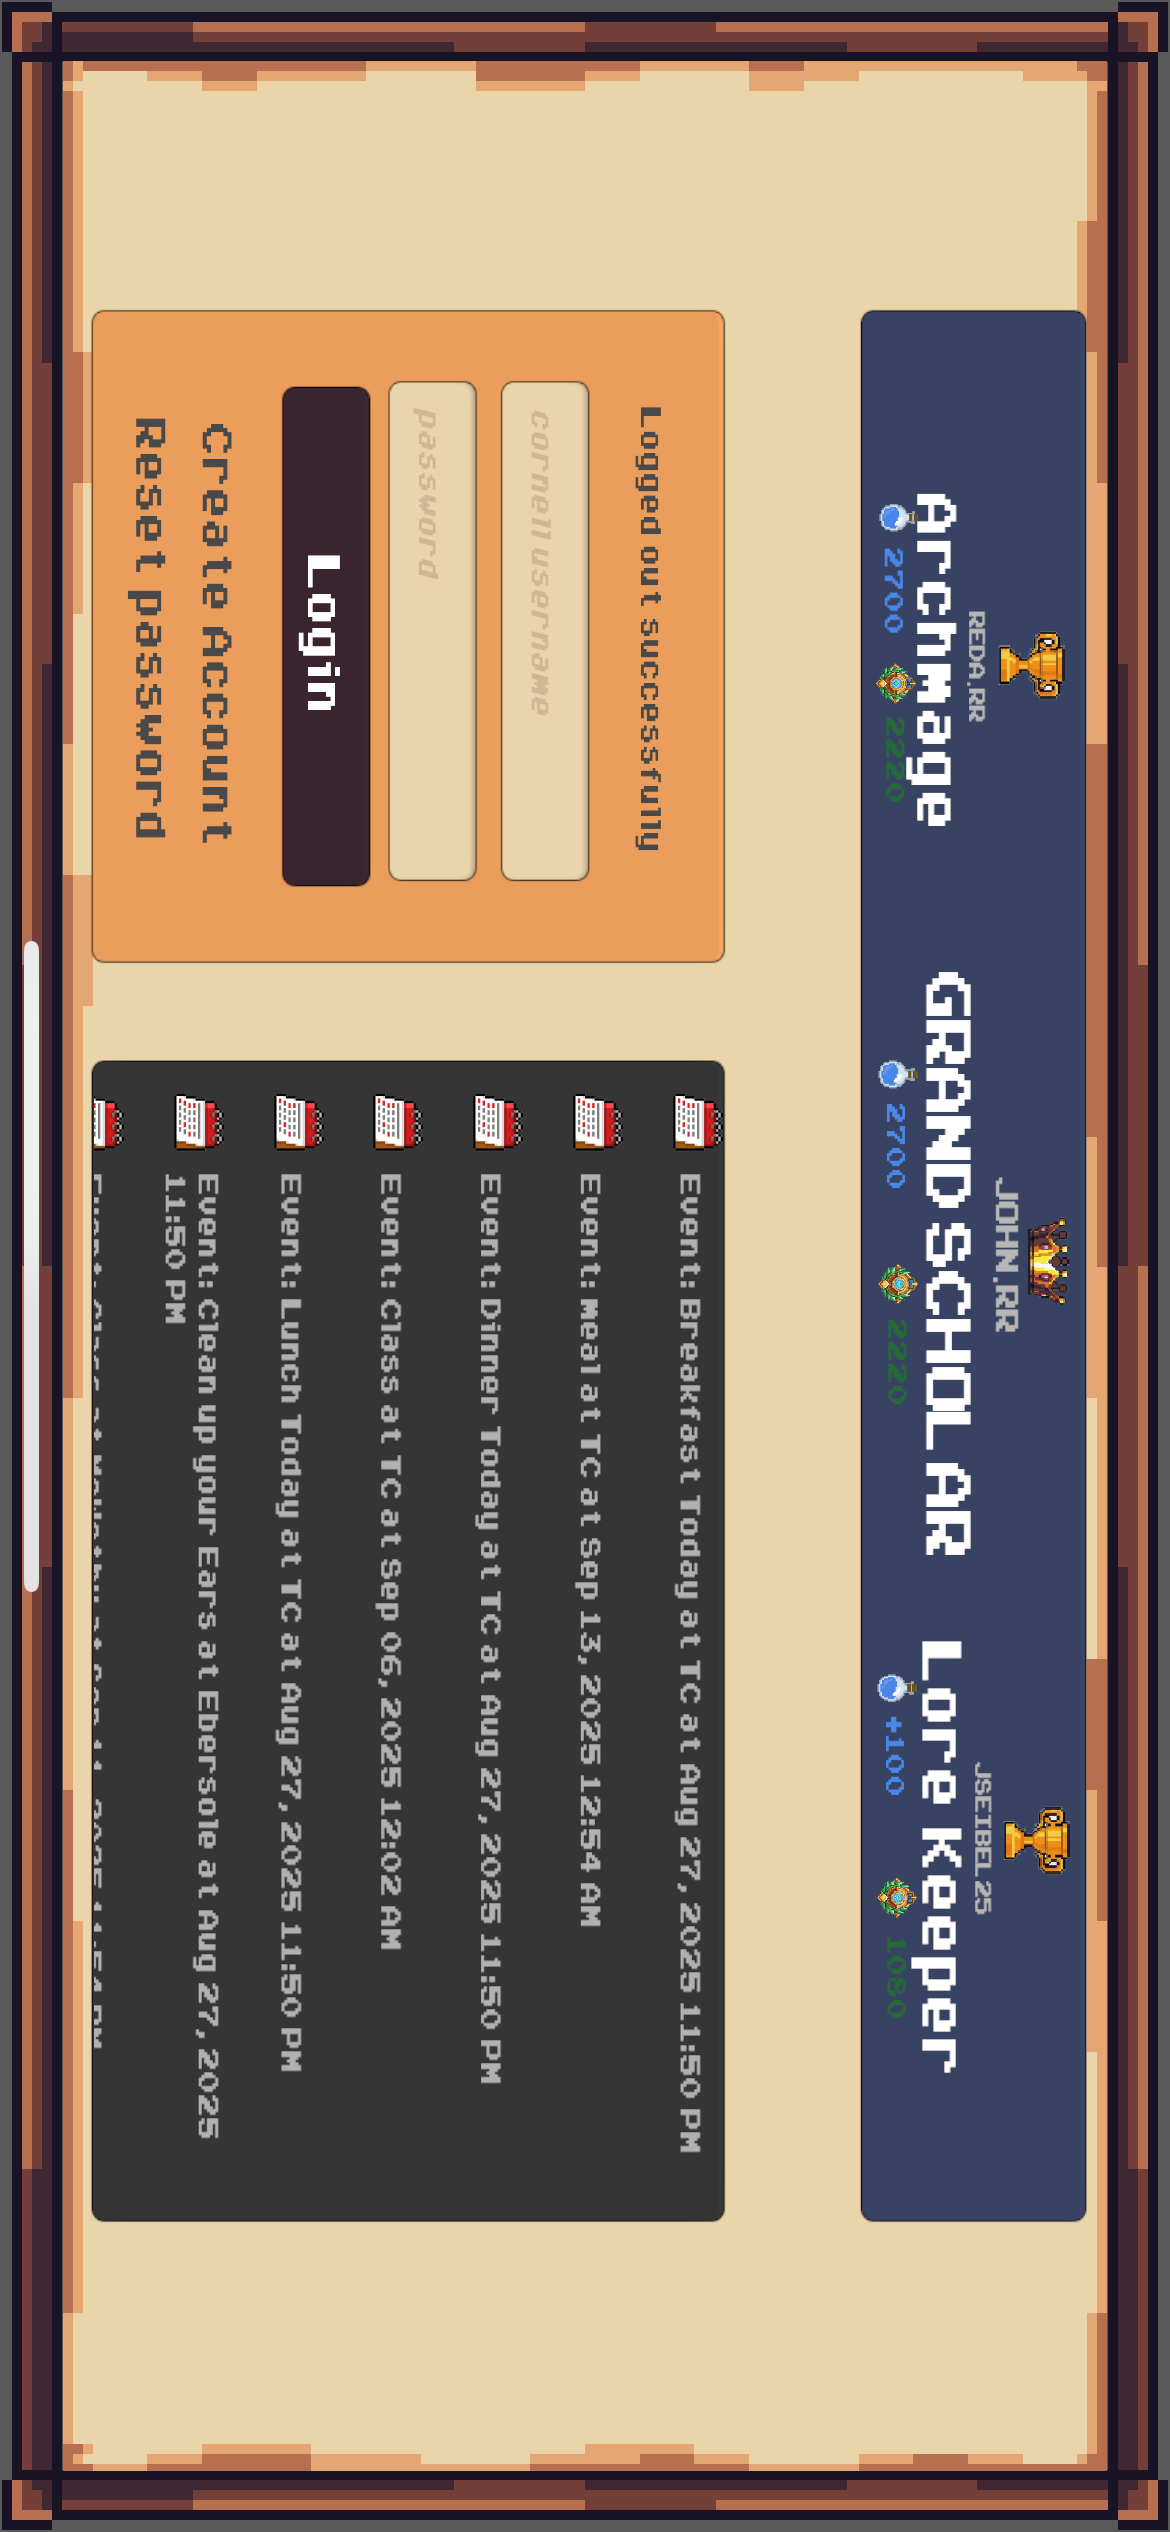 REDA.RR
Archmage
2700 2220
JOHN.RR
GRAND SCHOLAR
2700 2220
JSEIBEL25
Lore Keeper
+100 1080
Logged out successfully
cornell username
password
Login
Create Account
Reset password
Event: Breakfast Today at TC at Aug 27, 2025 11:50 PM
Event: Meal at TC at Sep 13, 2025 12:54 AM
Event: Dinner Today at TC at Aug 27, 2025 11:50 PM
Event: Class at TC at Sep 06, 2025 12:02 AM
Event: Lunch Today at TC at Aug 27, 2025 11:50 PM
Event: Clean up your Ears at Ebersole at Aug 27, 2025
11:50 PM